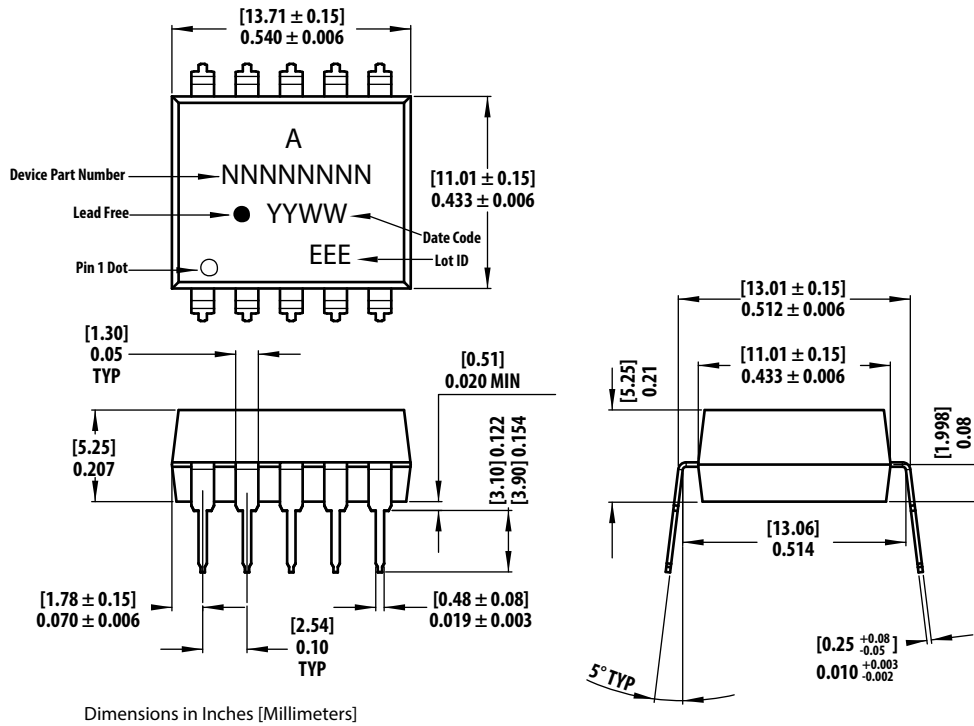 [13.71 ± 0.15]
0.540 ± 0.006
A
Device Part Number
NNNNNNNN
[11.01 ± 0.15]
0.433 ± 0.006
Lead Free
YYWW
Date Code
EEE
Lot ID
Pin 1 Dot
[1.30]
0.05
TYP
[0.51]
0.020 MIN
[5.25]
0.207
[3.10] 0.122
[3.90] 0.154
[1.78 ± 0.15]
0.070 ± 0.006
[2.54]
0.10
TYP
[0.48 ± 0.08]
0.019 ± 0.003
[13.01 ± 0.15]
0.512 ± 0.006
[11.01 ± 0.15]
0.433 ± 0.006
[5.25]
0.21
[1.998]
0.08
[13.06]
0.514
5° TYP
[0.25 +0.08 -0.05 ]
0.010 +0.003 -0.002
Dimensions in Inches [Millimeters]